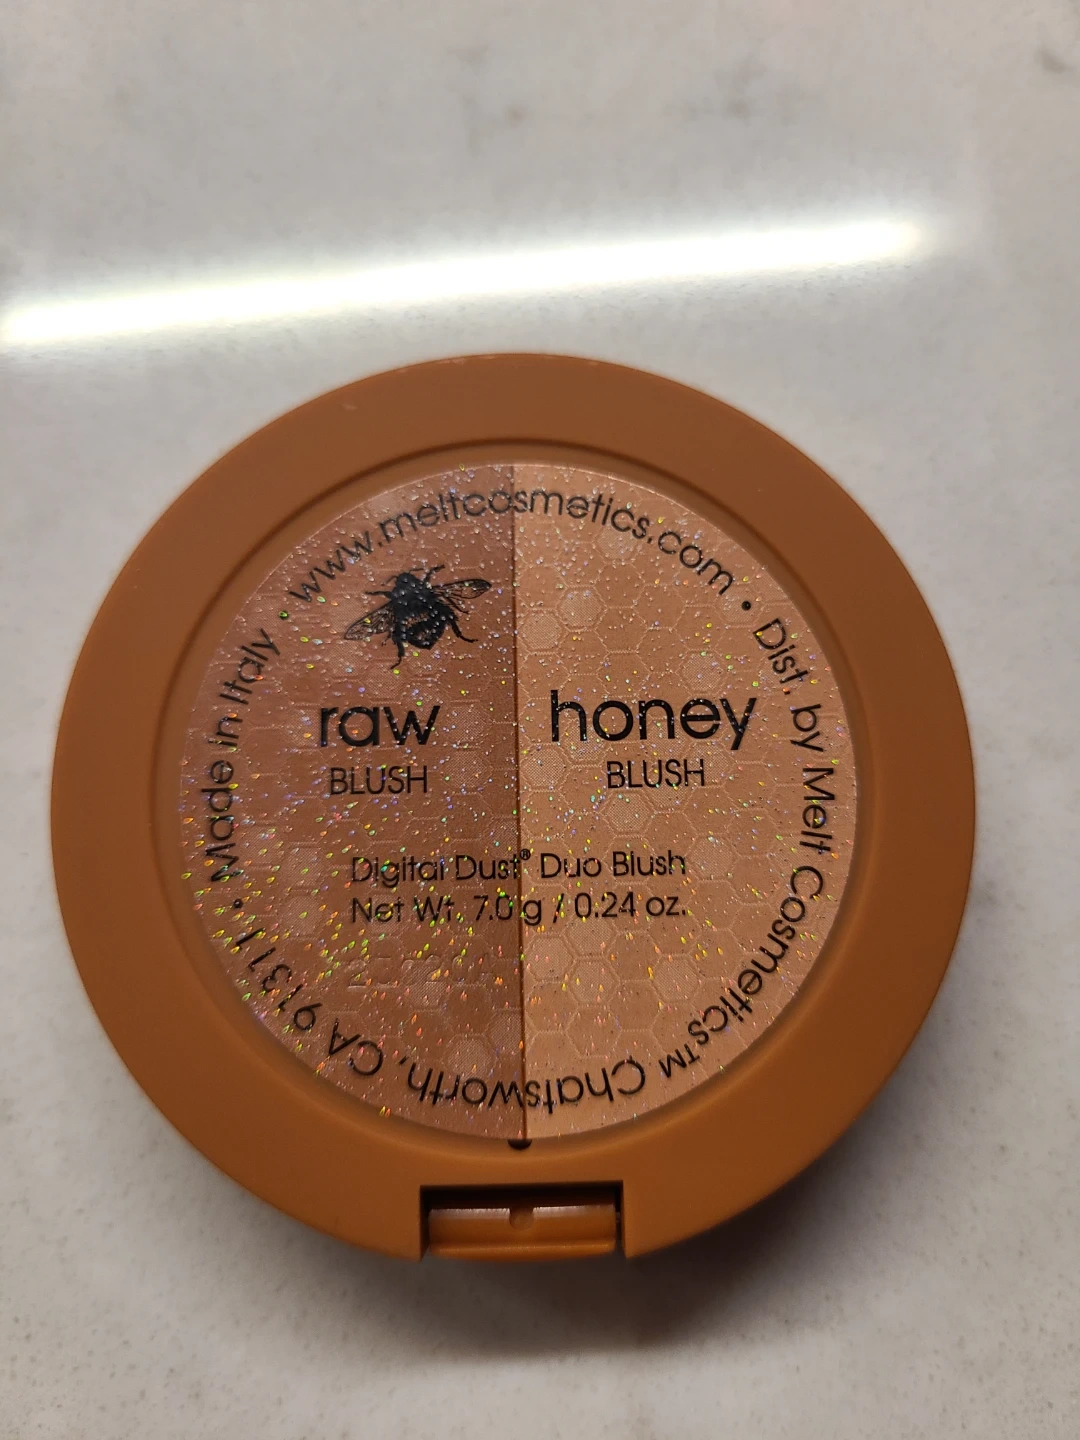 • www.meltcosmetics.com • Dist. by Melt Cosmetics™ Chatsworth, CA 91311 • Made in Italy
raw
BLUSH
honey
BLUSH
Digital Dust® Duo Blush
Net Wt. 7.0 g / 0.24 oz.